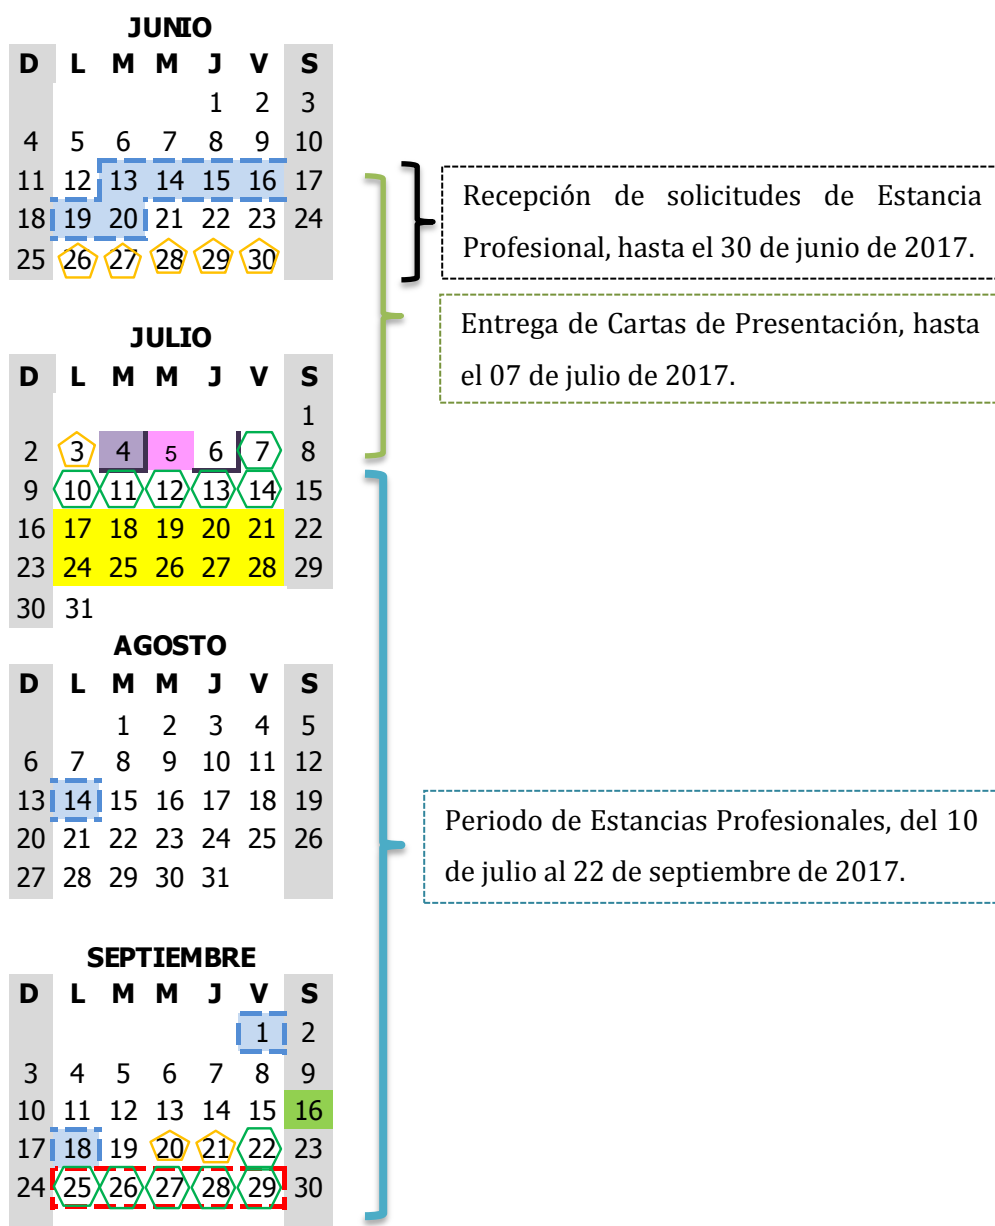 JUNIO
D L M M J V S
1 2 3
4 5 6 7 8 9 10
11 12 13 14 15 16 17
18 19 20 21 22 23 24
25 26 27 28 29 30
Recepción de solicitudes de Estancia
Profesional, hasta el 30 de junio de 2017.
Entrega de Cartas de Presentación, hasta
el 07 de julio de 2017.
JULIO
D L M M J V S
1
2 3 4 5 6 7 8
9 10 11 12 13 14 15
16 17 18 19 20 21 22
23 24 25 26 27 28 29
30 31
AGOSTO
D L M M J V S
1 2 3 4 5
6 7 8 9 10 11 12
13 14 15 16 17 18 19
20 21 22 23 24 25 26
27 28 29 30 31
Periodo de Estancias Profesionales, del 10
de julio al 22 de septiembre de 2017.
SEPTIEMBRE
D L M M J V S
1 2
3 4 5 6 7 8 9
10 11 12 13 14 15 16
17 18 19 20 21 22 23
24 25 26 27 28 29 30